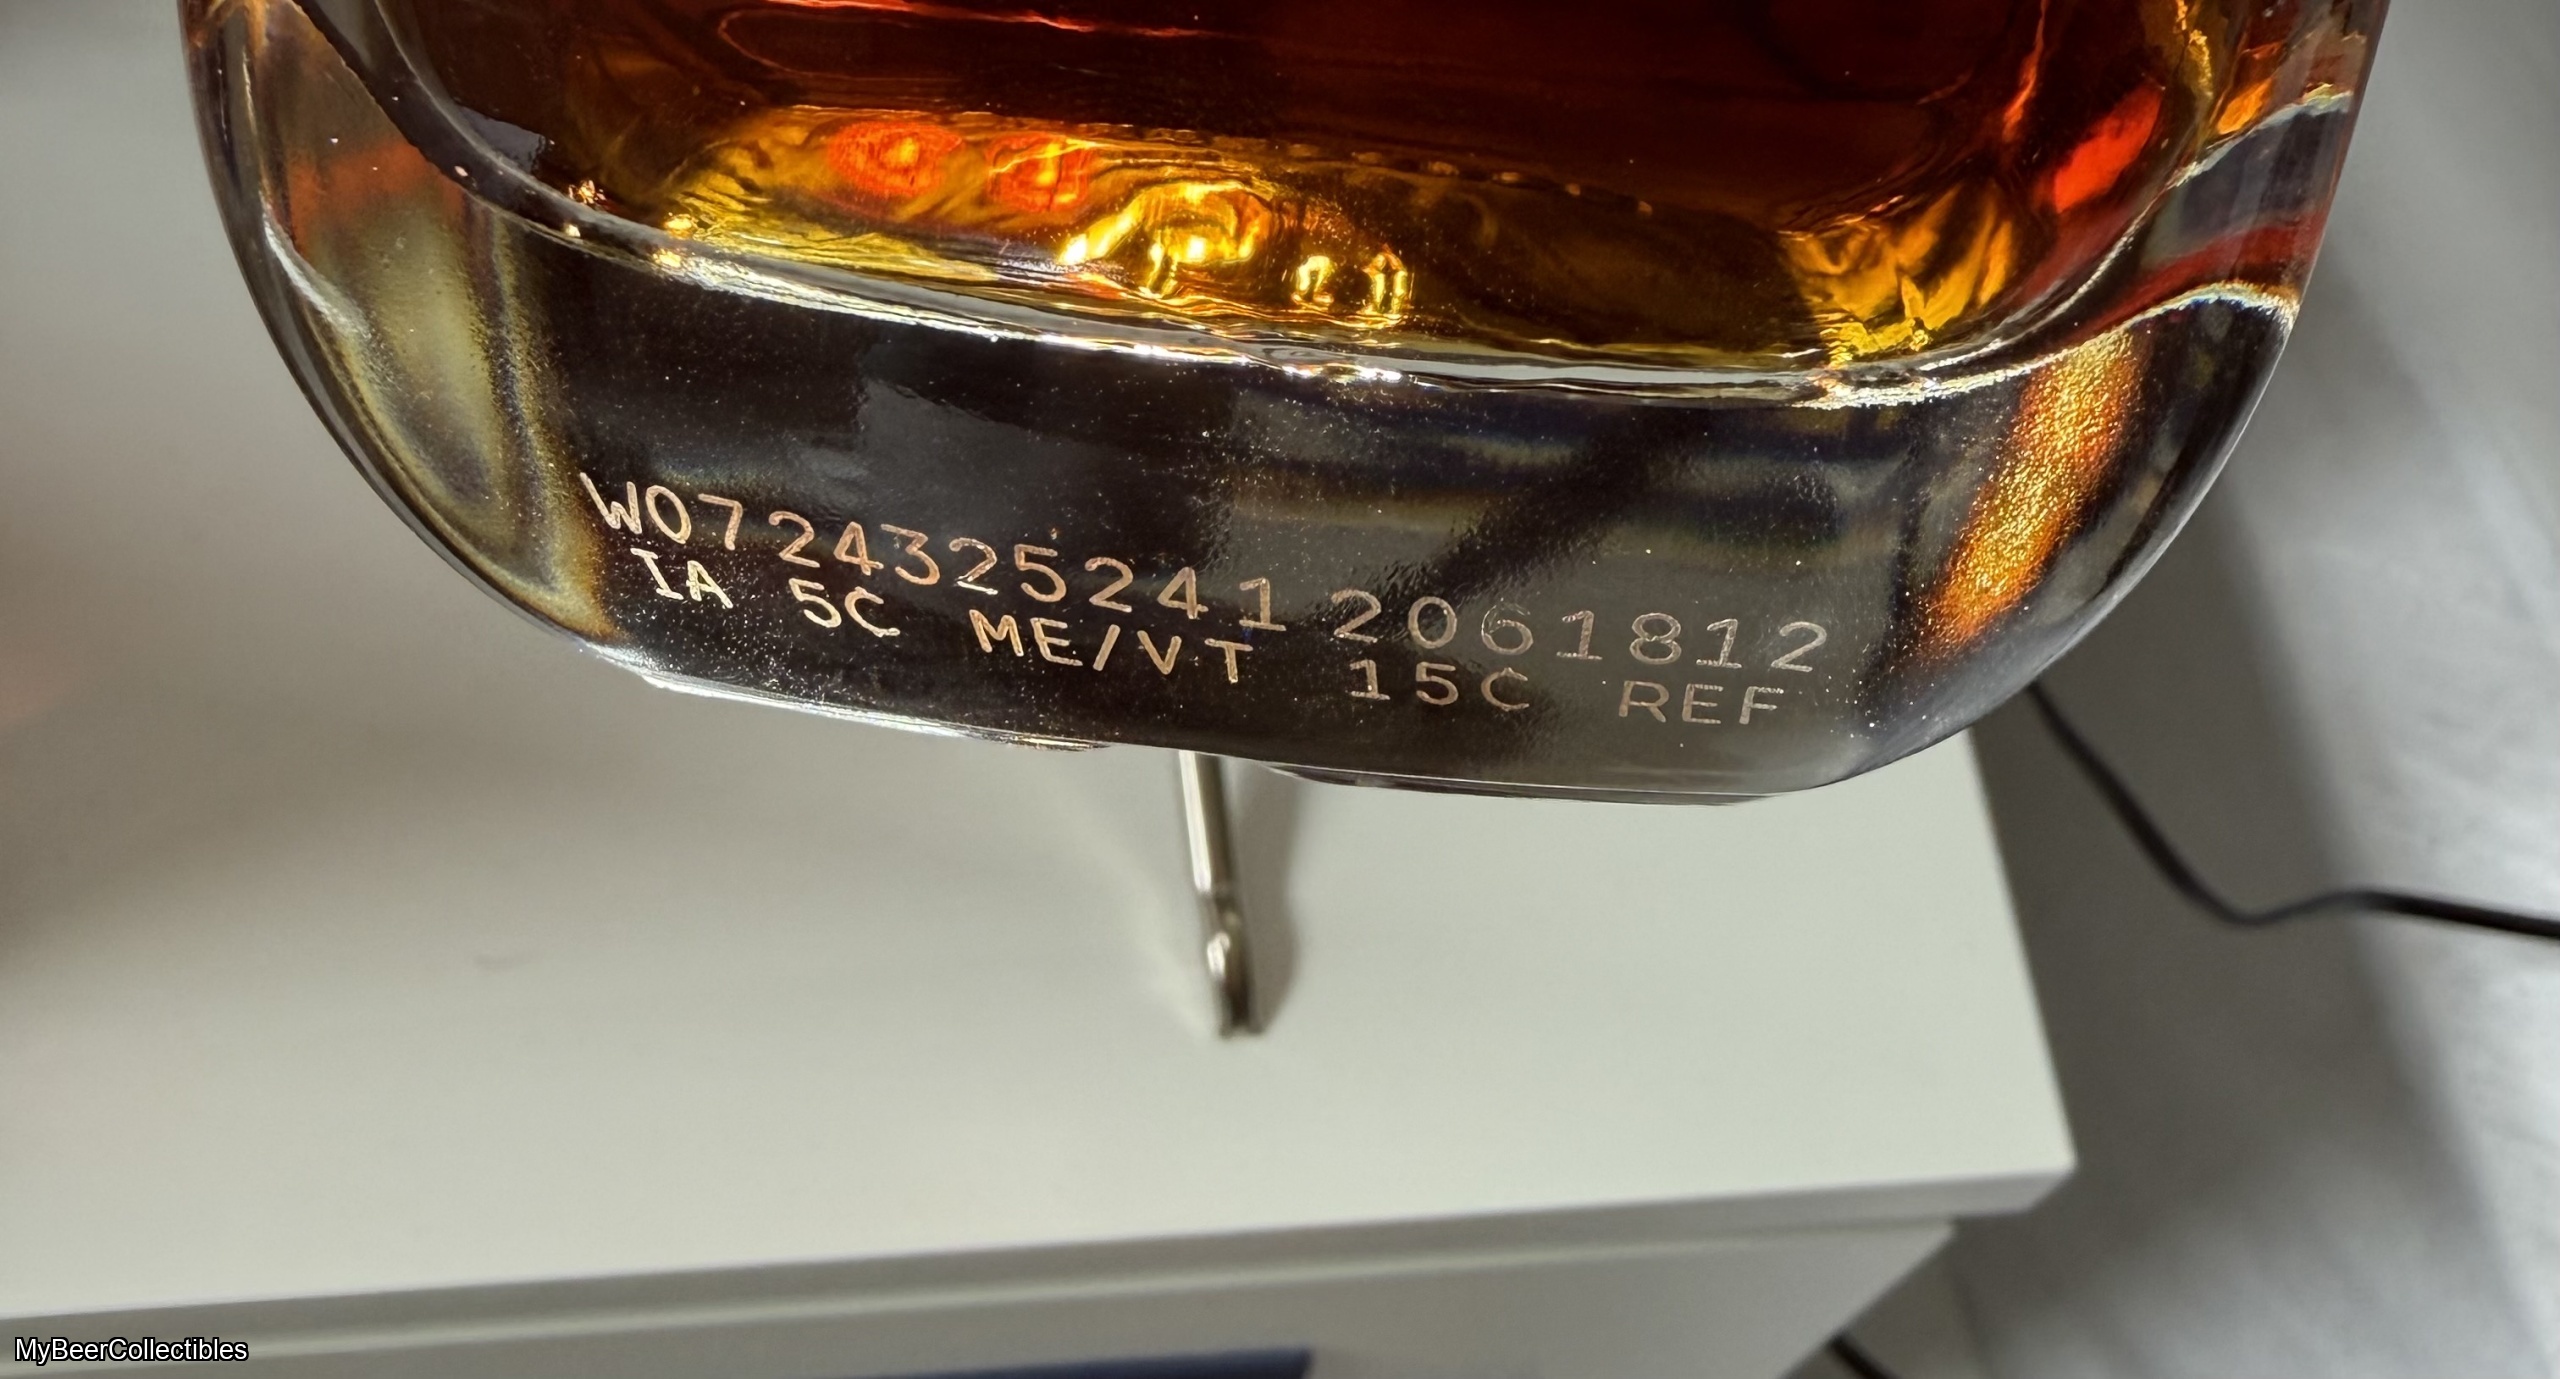 W0724325241 2061812
IA 5C ME/VT 15C REF
MyBeerCollectibles